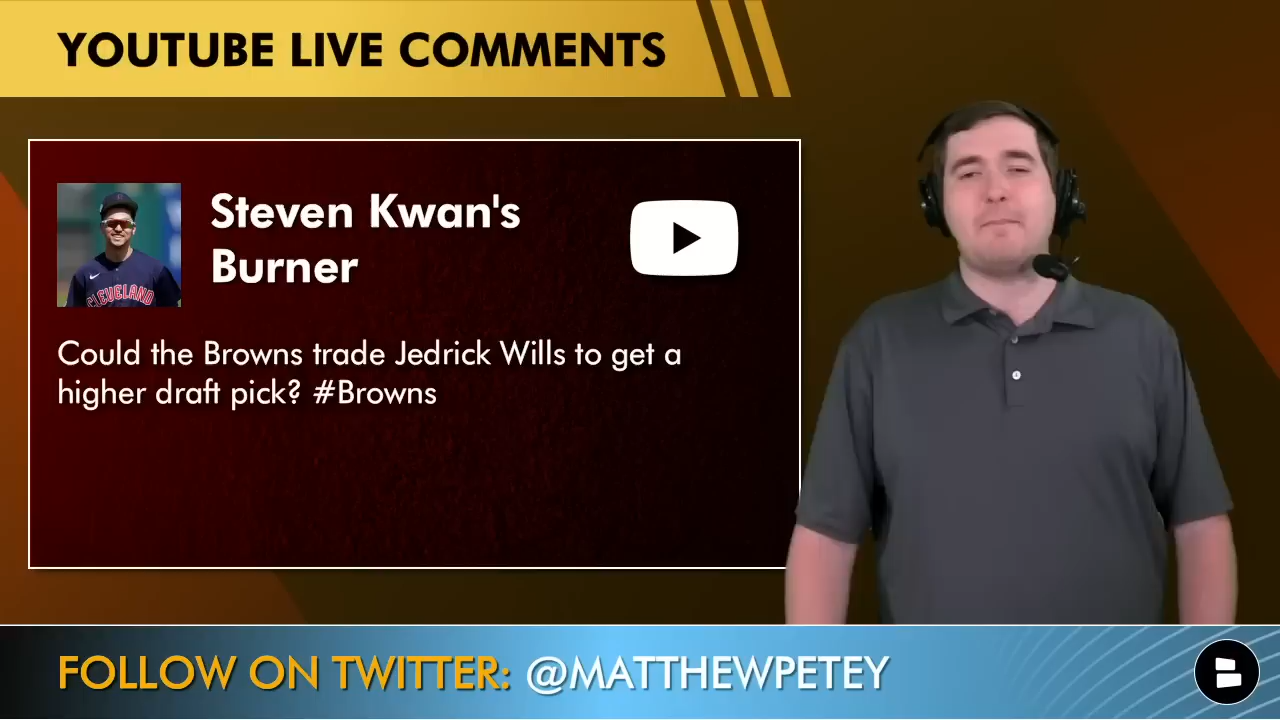 YOUTUBE LIVE COMMENTS
Steven Kwan's
Burner
CLEVELAND
Could the Browns trade Jedrick Wills to get a
higher draft pick? #Browns
FOLLOW ON TWITTER: @MATTHEWPETEY